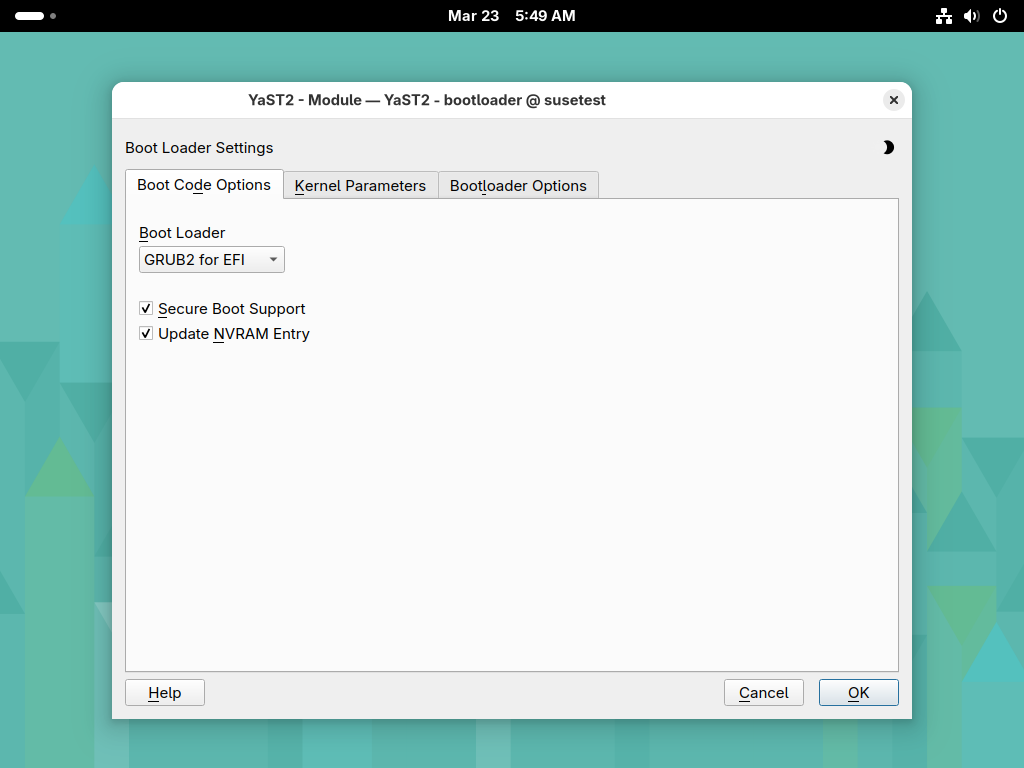 Mar 23 5:49 AM
YaST2 - Module — YaST2 - bootloader @ susetest
Boot Loader Settings
Boot Code Options Kernel Parameters Bootloader Options
Boot Loader
GRUB2 for EFI
Secure Boot Support
Update NVRAM Entry
Help Cancel OK